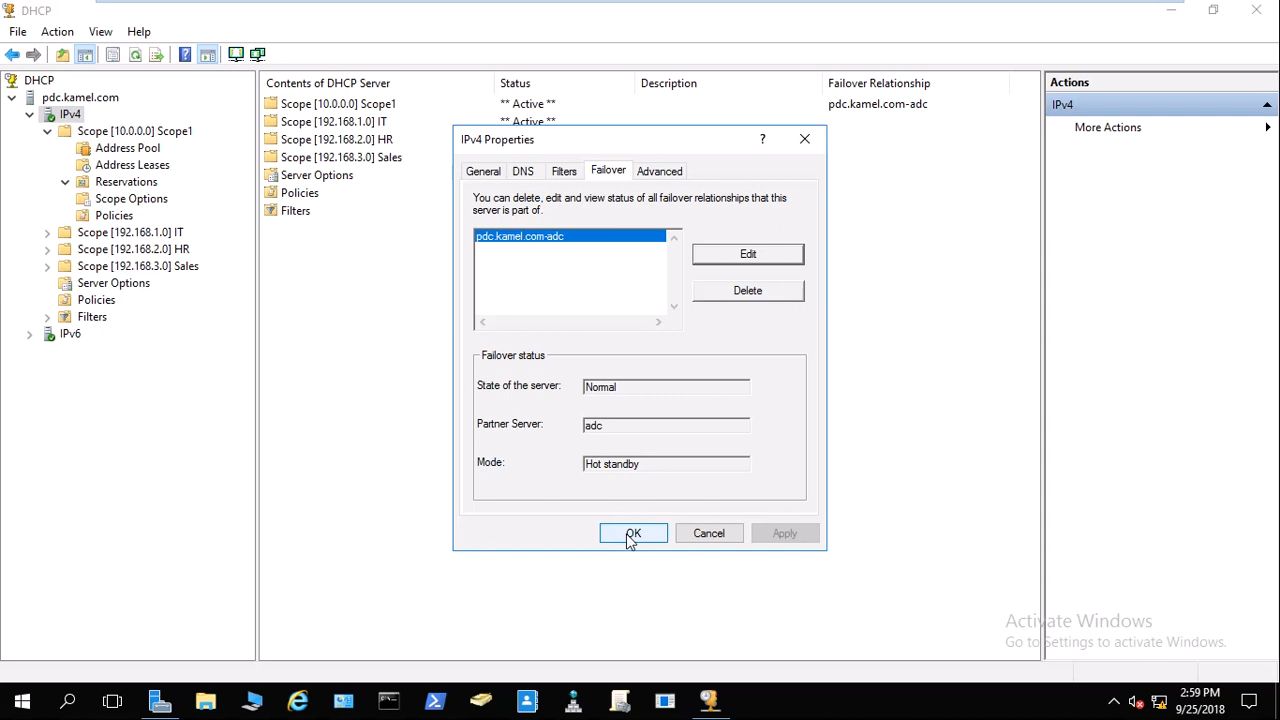 DHCP
File Action View Help
DHCP
pdc.kamel.com
IPv4
Scope [10.0.0.0] Scope1
Address Pool
Address Leases
Reservations
Scope Options
Policies
Scope [192.168.1.0] IT
Scope [192.168.2.0] HR
Scope [192.168.3.0] Sales
Server Options
Policies
Filters
IPv6
Contents of DHCP Server Status Description Failover Relationship
Scope [10.0.0.0] Scope1 ** Active ** pdc.kamel.com-adc
Scope [192.168.1.0] IT ** Active **
Scope [192.168.2.0] HR
Scope [192.168.3.0] Sales
Server Options
Policies
Filters
IPv4 Properties ?
General DNS Filters Failover Advanced
You can delete, edit and view status of all failover relationships that this
server is part of.
pdc.kamel.com-adc
Edit
Delete
Failover status
State of the server: Normal
Partner Server: adc
Mode: Hot standby
OK Cancel Apply
Actions
IPv4
More Actions
Activate Windows
Go to Settings to activate Windows.
2:59 PM
9/25/2018